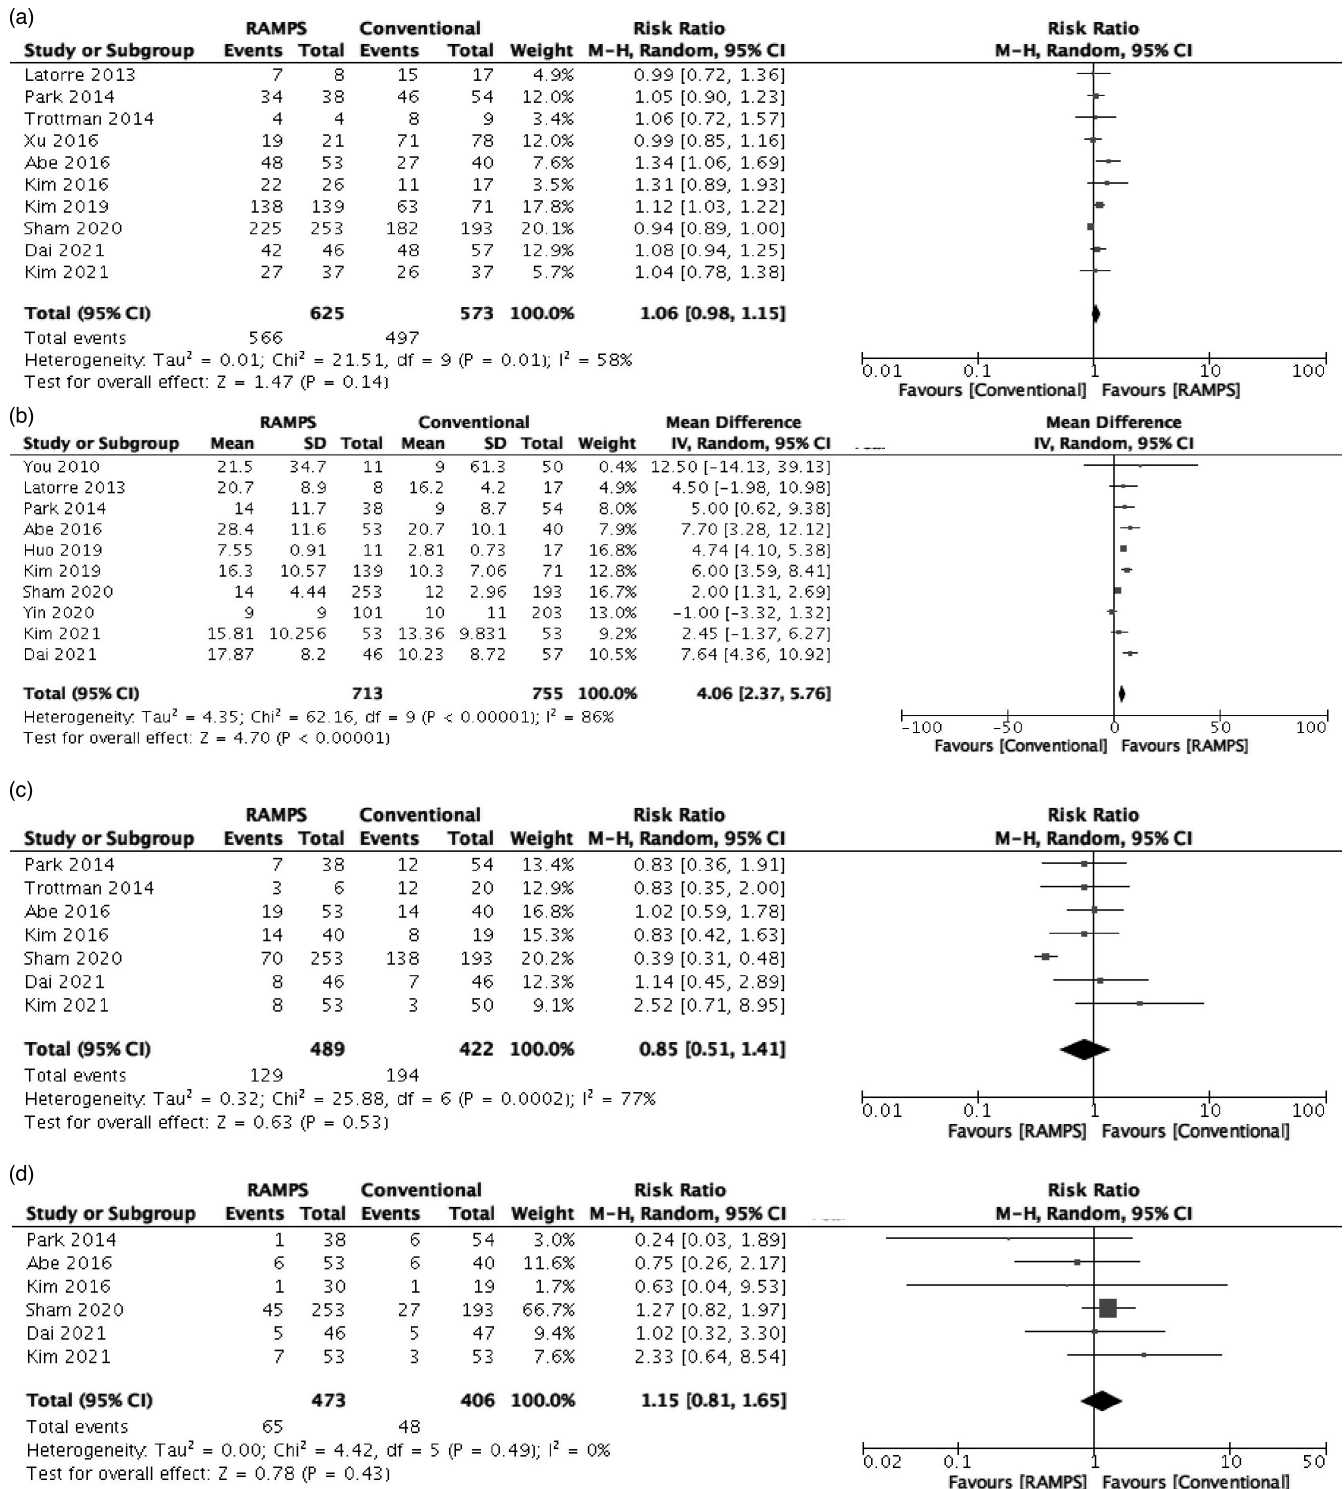 (a)
RAMPS Conventional Risk Ratio Risk Ratio
Study or Subgroup Events Total Events Total Weight M-H, Random, 95% CI M-H, Random, 95% CI
Latorre 2013 7 8 15 17 4.9% 0.99 [0.72, 1.36]
Park 2014 34 38 46 54 12.0% 1.05 [0.90, 1.23]
Trottman 2014 4 4 8 9 3.4% 1.06 [0.72, 1.57]
Xu 2016 19 21 71 78 12.0% 0.99 [0.85, 1.16]
Abe 2016 48 53 27 40 7.6% 1.34 [1.06, 1.69]
Kim 2016 22 26 11 17 3.5% 1.31 [0.89, 1.93]
Kim 2019 138 139 63 71 17.8% 1.12 [1.03, 1.22]
Sham 2020 225 253 182 193 20.1% 0.94 [0.89, 1.00]
Dai 2021 42 46 48 57 12.9% 1.08 [0.94, 1.25]
Kim 2021 27 37 26 37 5.7% 1.04 [0.78, 1.38]
Total (95% CI) 625 573 100.0% 1.06 [0.98, 1.15]
Total events 566 497
Heterogeneity: Tau² = 0.01; Chi² = 21.51, df = 9 (P = 0.01); I² = 58%
Test for overall effect: Z = 1.47 (P = 0.14)
0.01 0.1 1 10 100
Favours [Conventional] Favours [RAMPS]
(b)
RAMPS Conventional Mean Difference Mean Difference
Study or Subgroup Mean SD Total Mean SD Total Weight IV, Random, 95% CI IV, Random, 95% CI
You 2010 21.5 34.7 11 9 61.3 50 0.4% 12.50 [-14.13, 39.13]
Latorre 2013 20.7 8.9 8 16.2 4.2 17 4.9% 4.50 [-1.98, 10.98]
Park 2014 14 11.7 38 9 8.7 54 8.0% 5.00 [0.62, 9.38]
Abe 2016 28.4 11.6 53 20.7 10.1 40 7.9% 7.70 [3.28, 12.12]
Huo 2019 7.55 0.91 11 2.81 0.73 17 16.8% 4.74 [4.10, 5.38]
Kim 2019 16.3 10.57 139 10.3 7.06 71 12.8% 6.00 [3.59, 8.41]
Sham 2020 14 4.44 253 12 2.96 193 16.7% 2.00 [1.31, 2.69]
Yin 2020 9 9 101 10 11 203 13.0% -1.00 [-3.32, 1.32]
Kim 2021 15.81 10.256 53 13.36 9.831 53 9.2% 2.45 [-1.37, 6.27]
Dai 2021 17.87 8.2 46 10.23 8.72 57 10.5% 7.64 [4.36, 10.92]
Total (95% CI) 713 755 100.0% 4.06 [2.37, 5.76]
Heterogeneity: Tau² = 4.35; Chi² = 62.16, df = 9 (P < 0.00001); I² = 86%
Test for overall effect: Z = 4.70 (P < 0.00001)
-100 -50 0 50 100
Favours [Conventional] Favours [RAMPS]
(c)
RAMPS Conventional Risk Ratio Risk Ratio
Study or Subgroup Events Total Events Total Weight M-H, Random, 95% CI M-H, Random, 95% CI
Park 2014 7 38 12 54 13.4% 0.83 [0.36, 1.91]
Trottman 2014 3 6 12 20 12.9% 0.83 [0.35, 2.00]
Abe 2016 19 53 14 40 16.8% 1.02 [0.59, 1.78]
Kim 2016 14 40 8 19 15.3% 0.83 [0.42, 1.63]
Sham 2020 70 253 138 193 20.2% 0.39 [0.31, 0.48]
Dai 2021 8 46 7 46 12.3% 1.14 [0.45, 2.89]
Kim 2021 8 53 3 50 9.1% 2.52 [0.71, 8.95]
Total (95% CI) 489 422 100.0% 0.85 [0.51, 1.41]
Total events 129 194
Heterogeneity: Tau² = 0.32; Chi² = 25.88, df = 6 (P = 0.0002); I² = 77%
Test for overall effect: Z = 0.63 (P = 0.53)
0.01 0.1 1 10 100
Favours [RAMPS] Favours [Conventional]
(d)
RAMPS Conventional Risk Ratio Risk Ratio
Study or Subgroup Events Total Events Total Weight M-H, Random, 95% CI M-H, Random, 95% CI
Park 2014 1 38 6 54 3.0% 0.24 [0.03, 1.89]
Abe 2016 6 53 6 40 11.6% 0.75 [0.26, 2.17]
Kim 2016 1 30 1 19 1.7% 0.63 [0.04, 9.53]
Sham 2020 45 253 27 193 66.7% 1.27 [0.82, 1.97]
Dai 2021 5 46 5 47 9.4% 1.02 [0.32, 3.30]
Kim 2021 7 53 3 53 7.6% 2.33 [0.64, 8.54]
Total (95% CI) 473 406 100.0% 1.15 [0.81, 1.65]
Total events 65 48
Heterogeneity: Tau² = 0.00; Chi² = 4.42, df = 5 (P = 0.49); I² = 0%
Test for overall effect: Z = 0.78 (P = 0.43)
0.02 0.1 1 10 50
Favours [RAMPS] Favours [Conventional]